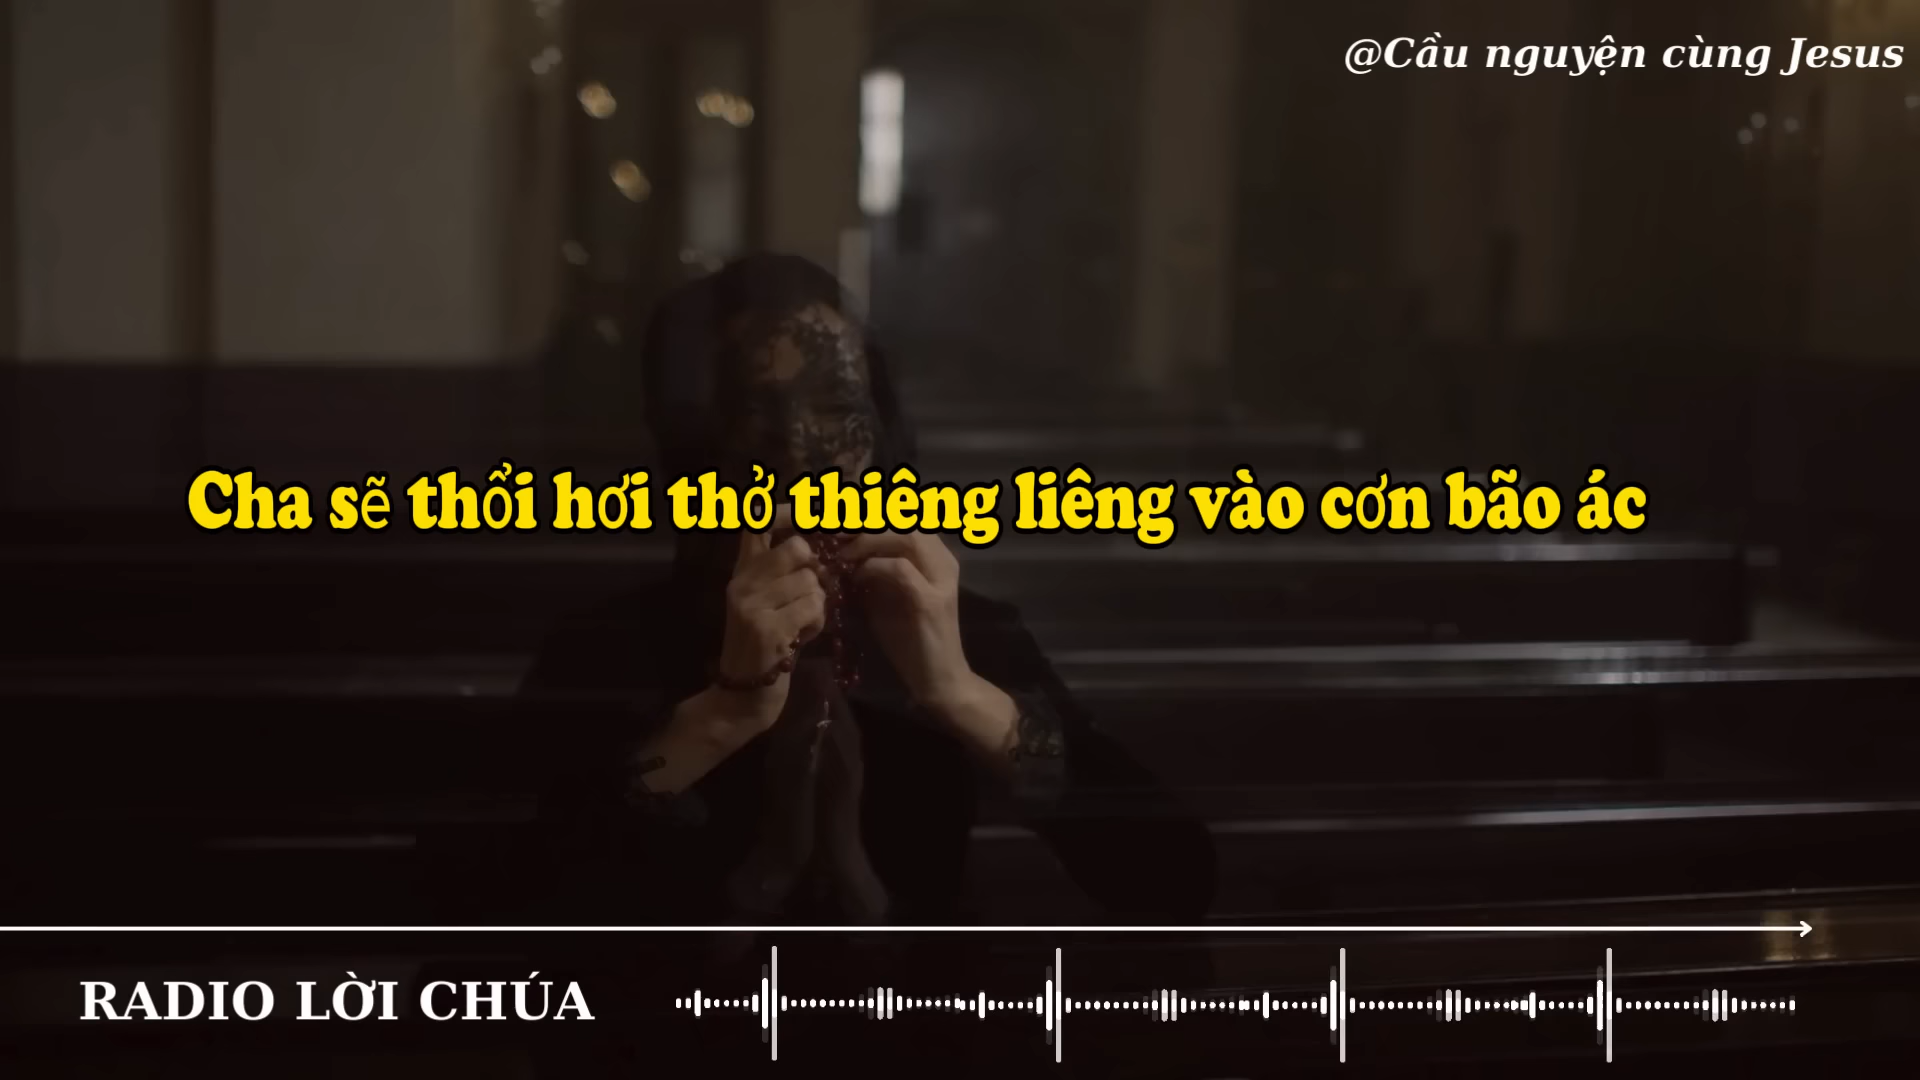 @Cầu nguyện cùng Jesus
Cha sẽ thổi hơi thở thiêng liêng vào cơn bão ác
RADIO LỜI CHÚA